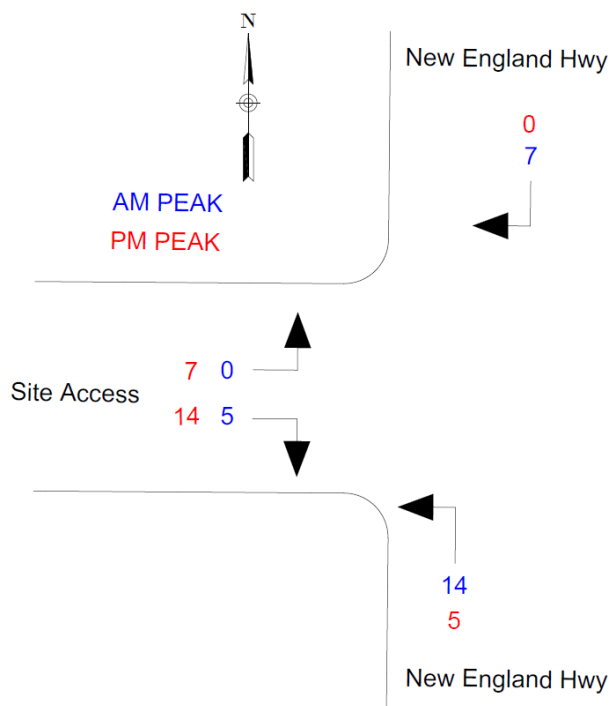 N
New England Hwy
0
7
AM PEAK
PM PEAK
7 0
Site Access
14 5
14
5
New England Hwy